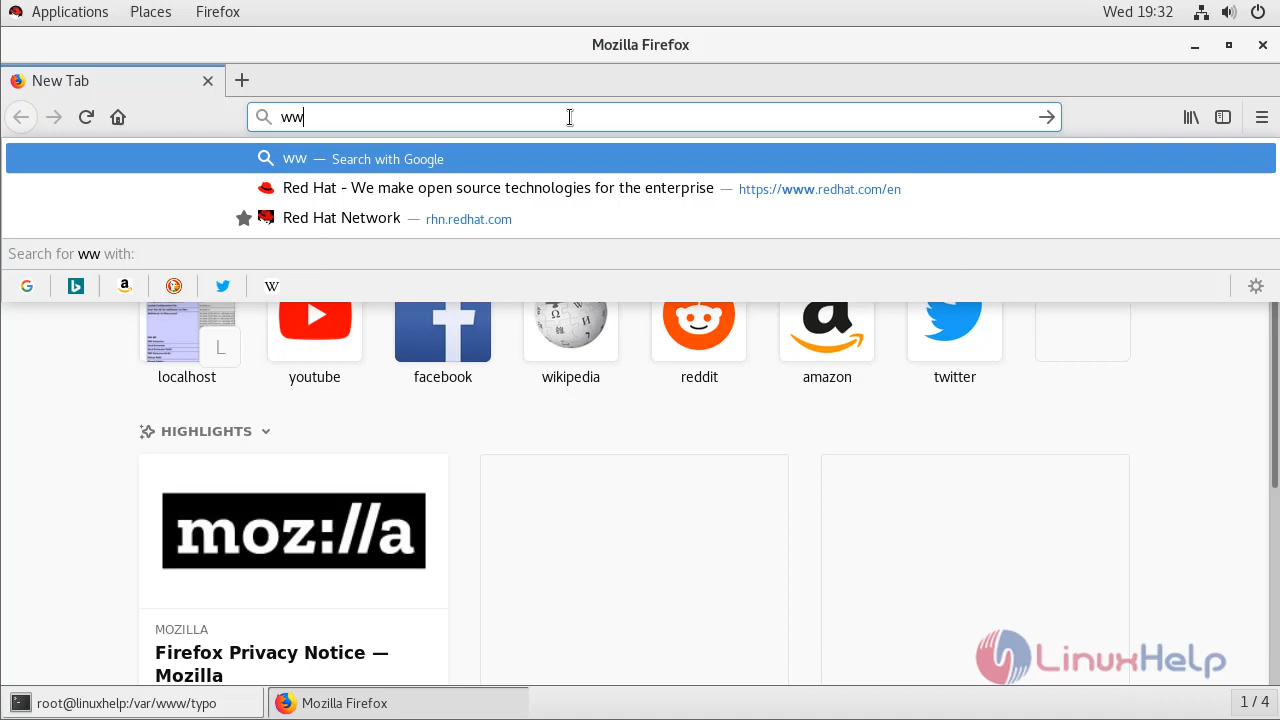 Applications Places Firefox Wed 19:32
Mozilla Firefox
New Tab
ww
ww — Search with Google
Red Hat - We make open source technologies for the enterprise — https://www.redhat.com/en
Red Hat Network — rhn.redhat.com
Search for ww with:
G b a W
L f a
localhost youtube facebook wikipedia reddit amazon twitter
HIGHLIGHTS
moz://a
MOZILLA
Firefox Privacy Notice —
Mozilla
LinuxHelp
root@linuxhelp:/var/www/typo Mozilla Firefox 1 / 4